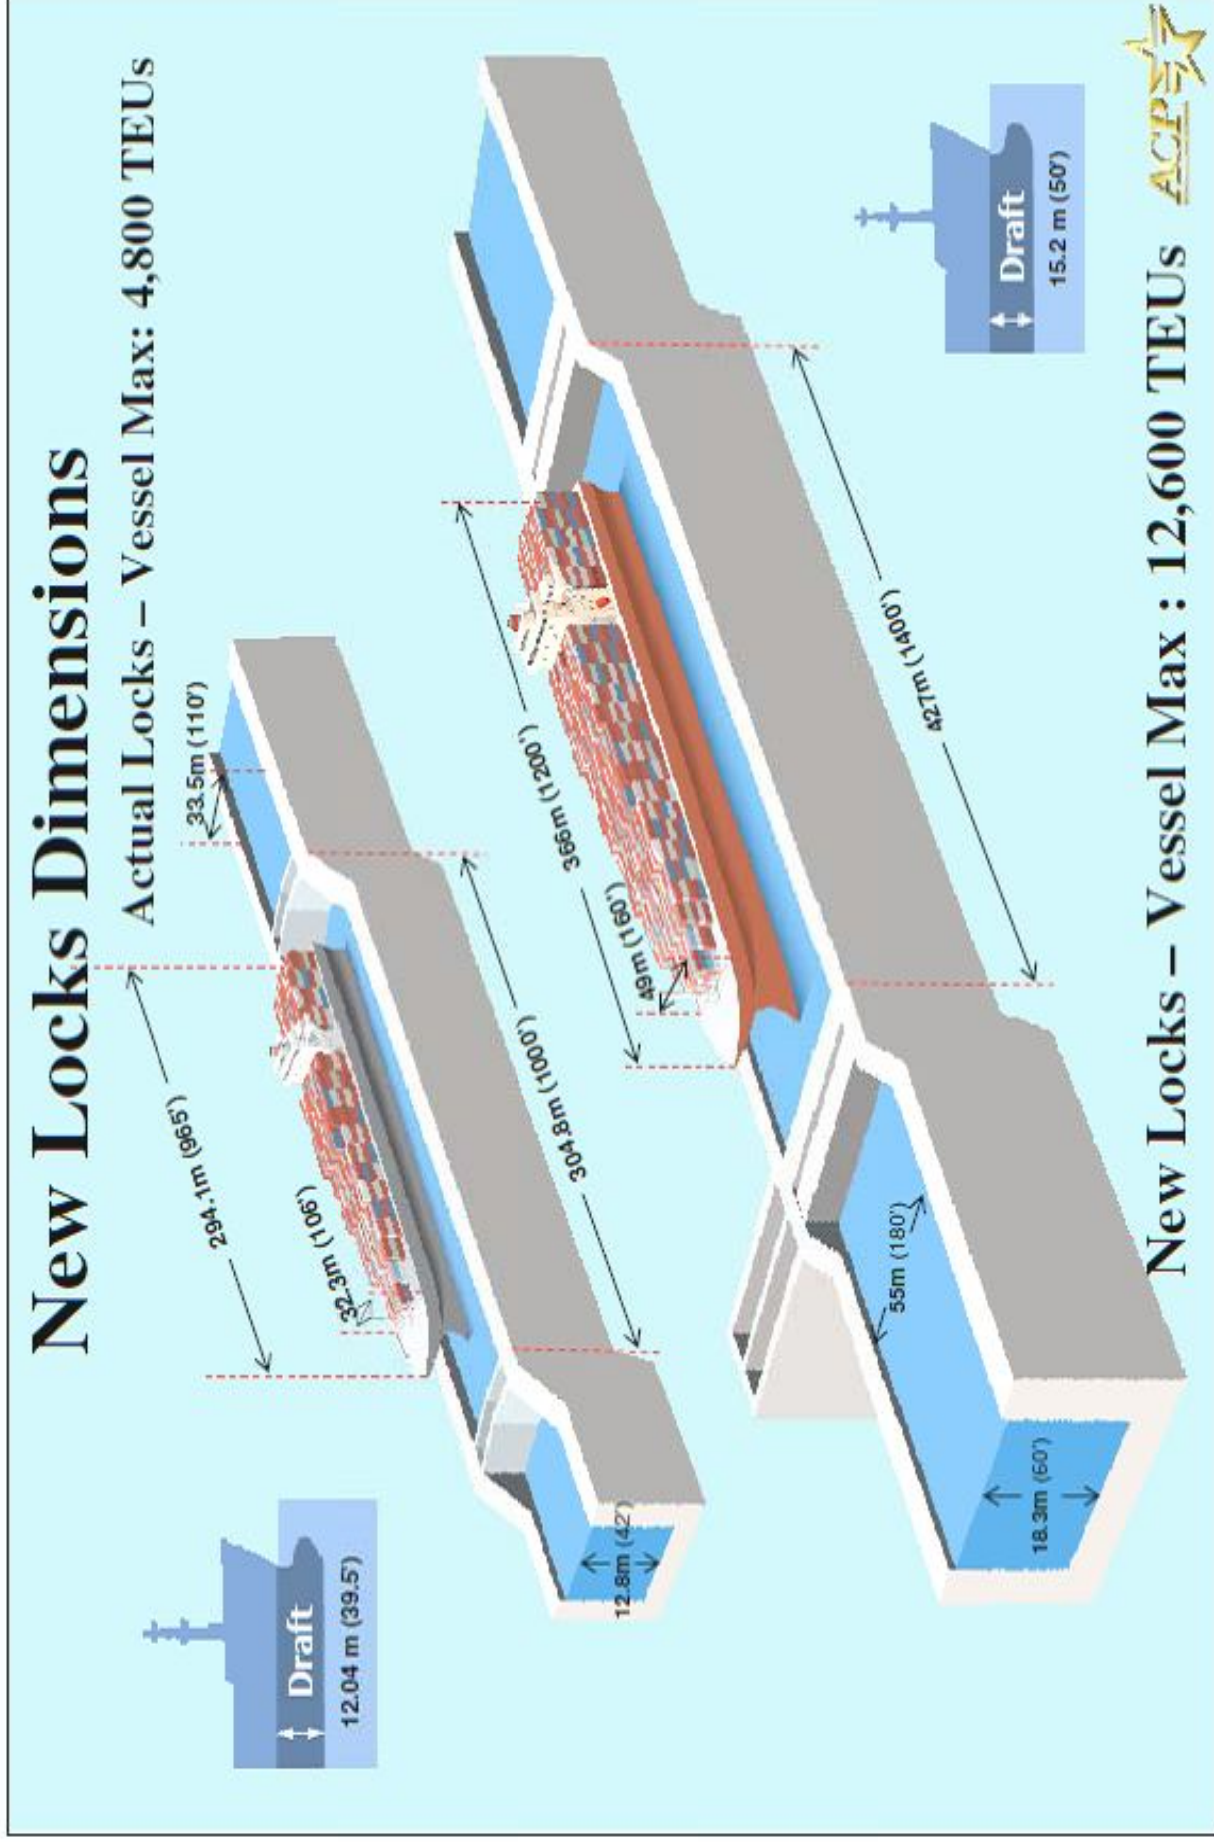 New Locks Dimensions
Actual Locks – Vessel Max: 4,800 TEUs
33.5m (110')
294.1m (965')
32.3m (106')
304.8m (1000')
12.8m (42')
Draft
12.04 m (39.5')
366m (1200')
49m (160')
427m (1400')
55m (180')
18.3m (60')
Draft
15.2 m (50')
New Locks – Vessel Max : 12,600 TEUs
ACP